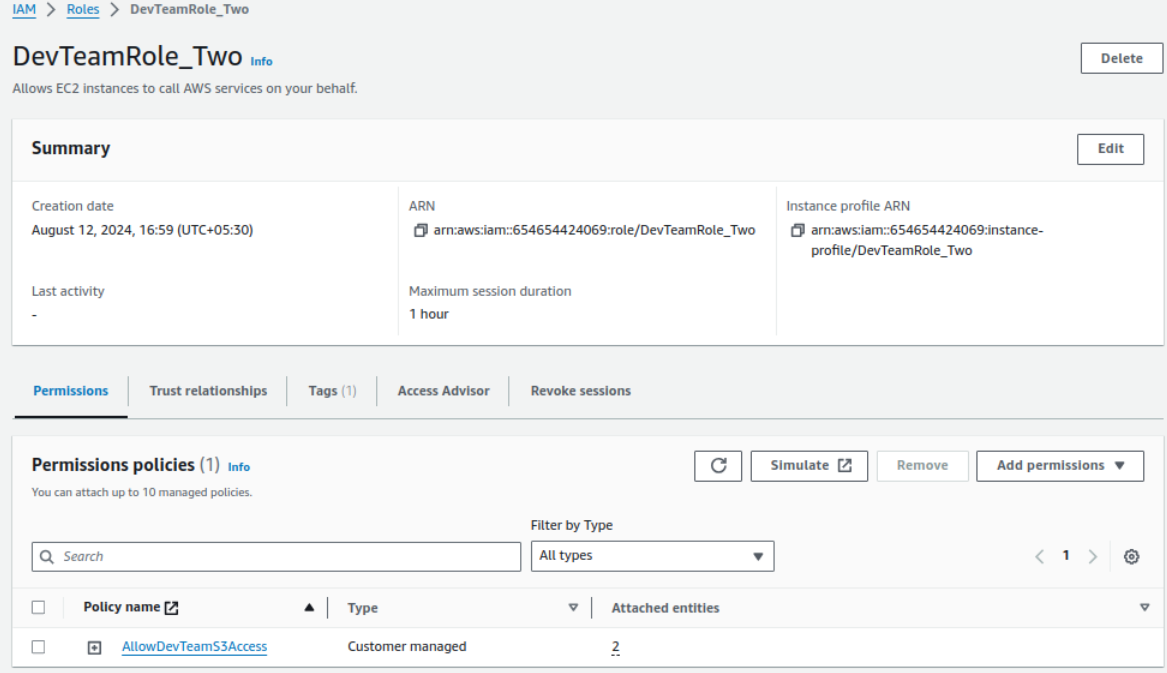 IAM > Roles > DevTeamRole_Two
DevTeamRole_Two Info
Delete
Allows EC2 instances to call AWS services on your behalf.
Summary
Edit
Creation date
August 12, 2024, 16:59 (UTC+05:30)
ARN
arn:aws:iam::654654424069:role/DevTeamRole_Two
Instance profile ARN
arn:aws:iam::654654424069:instance-
profile/DevTeamRole_Two
Last activity
-
Maximum session duration
1 hour
Permissions
Trust relationships
Tags (1)
Access Advisor
Revoke sessions
Permissions policies (1) Info
You can attach up to 10 managed policies.
Simulate
Remove
Add permissions
Filter by Type
Search
All types
< 1 >
Policy name
Type
Attached entities
AllowDevTeamS3Access
Customer managed
2